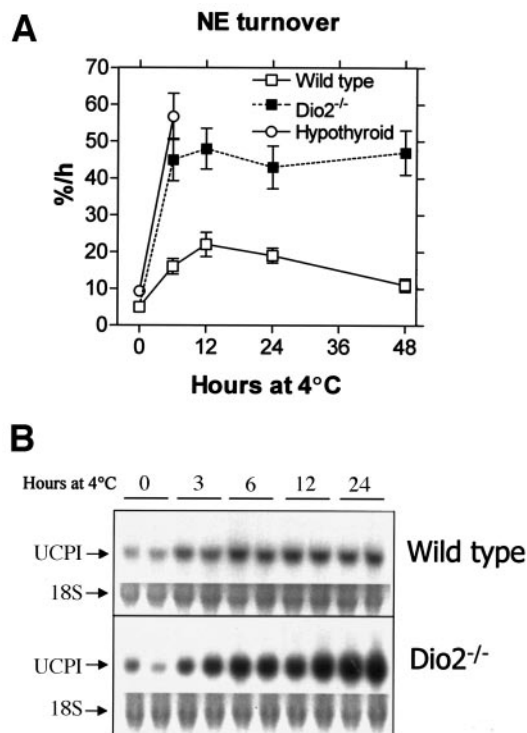 A
NE turnover
70
60
50
40
30
20
10
0
%/h
Wild type
Dio2-/-
Hypothyroid
0 12 24 36 48
Hours at 4°C
B
Hours at 4°C 0 3 6 12 24
UCPI
18S
Wild type
UCPI
18S
Dio2-/-